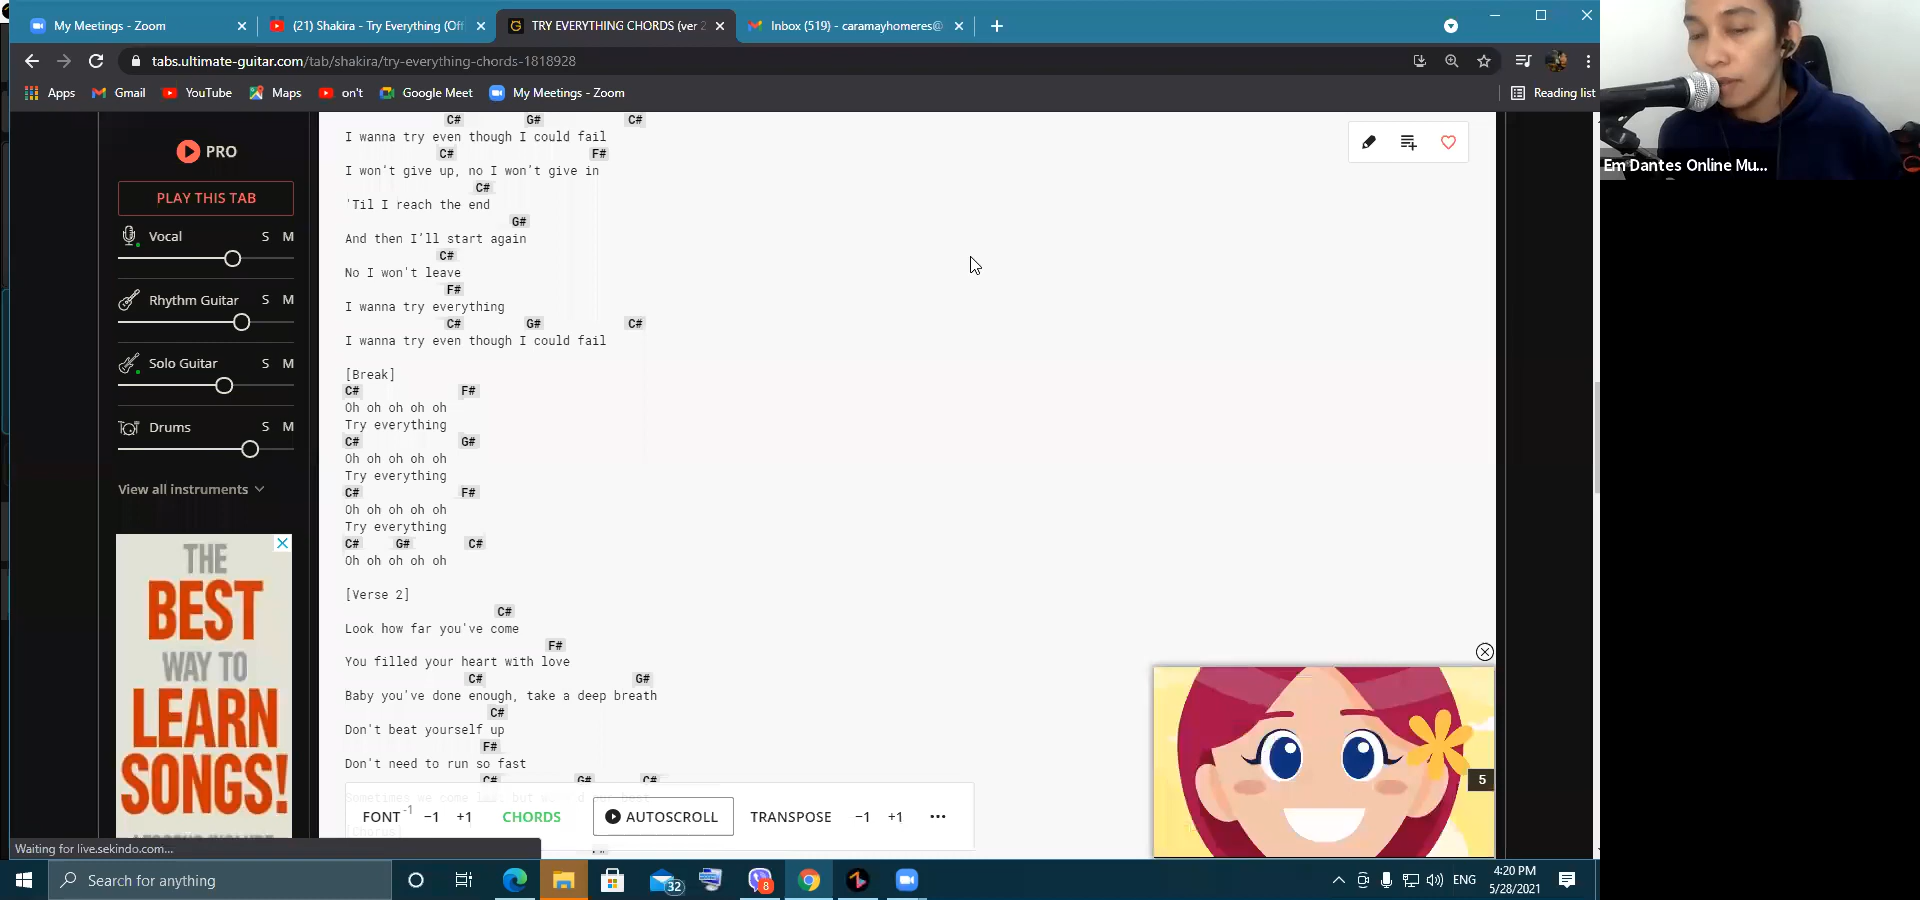 My Meetings - Zoom
(21) Shakira - Try Everything (Off
TRY EVERYTHING CHORDS (ver 2
Inbox (519) - caramayhomeres@
tabs.ultimate-guitar.com/tab/shakira/try-everything-chords-1818928
Apps
Gmail
YouTube
Maps
on't
Google Meet
My Meetings - Zoom
Reading list
Em Dantes Online Mu...
PRO
PLAY THIS TAB
Vocal S M
Rhythm Guitar S M
Solo Guitar S M
Drums S M
View all instruments
THE
BEST
WAY TO
LEARN
SONGS!
C# G# C#
I wanna try even though I could fail
C# F#
I won't give up, no I won't give in
C#
'Til I reach the end
G#
And then I'll start again
C#
No I won't leave
F#
I wanna try everything
C# G# C#
I wanna try even though I could fail
[Break]
C# F#
Oh oh oh oh oh
Try everything
C# G#
Oh oh oh oh oh
Try everything
C# F#
Oh oh oh oh oh
Try everything
C# G# C#
Oh oh oh oh oh
[Verse 2]
C#
Look how far you've come
F#
You filled your heart with love
C# G#
Baby you've done enough, take a deep breath
C#
Don't beat yourself up
F#
Don't need to run so fast
C# G# C#
FONT -1 −1 +1 CHORDS AUTOSCROLL TRANSPOSE −1 +1 ...
5
Waiting for live.sekindo.com...
Search for anything
32
8
ENG
4:20 PM
5/28/2021